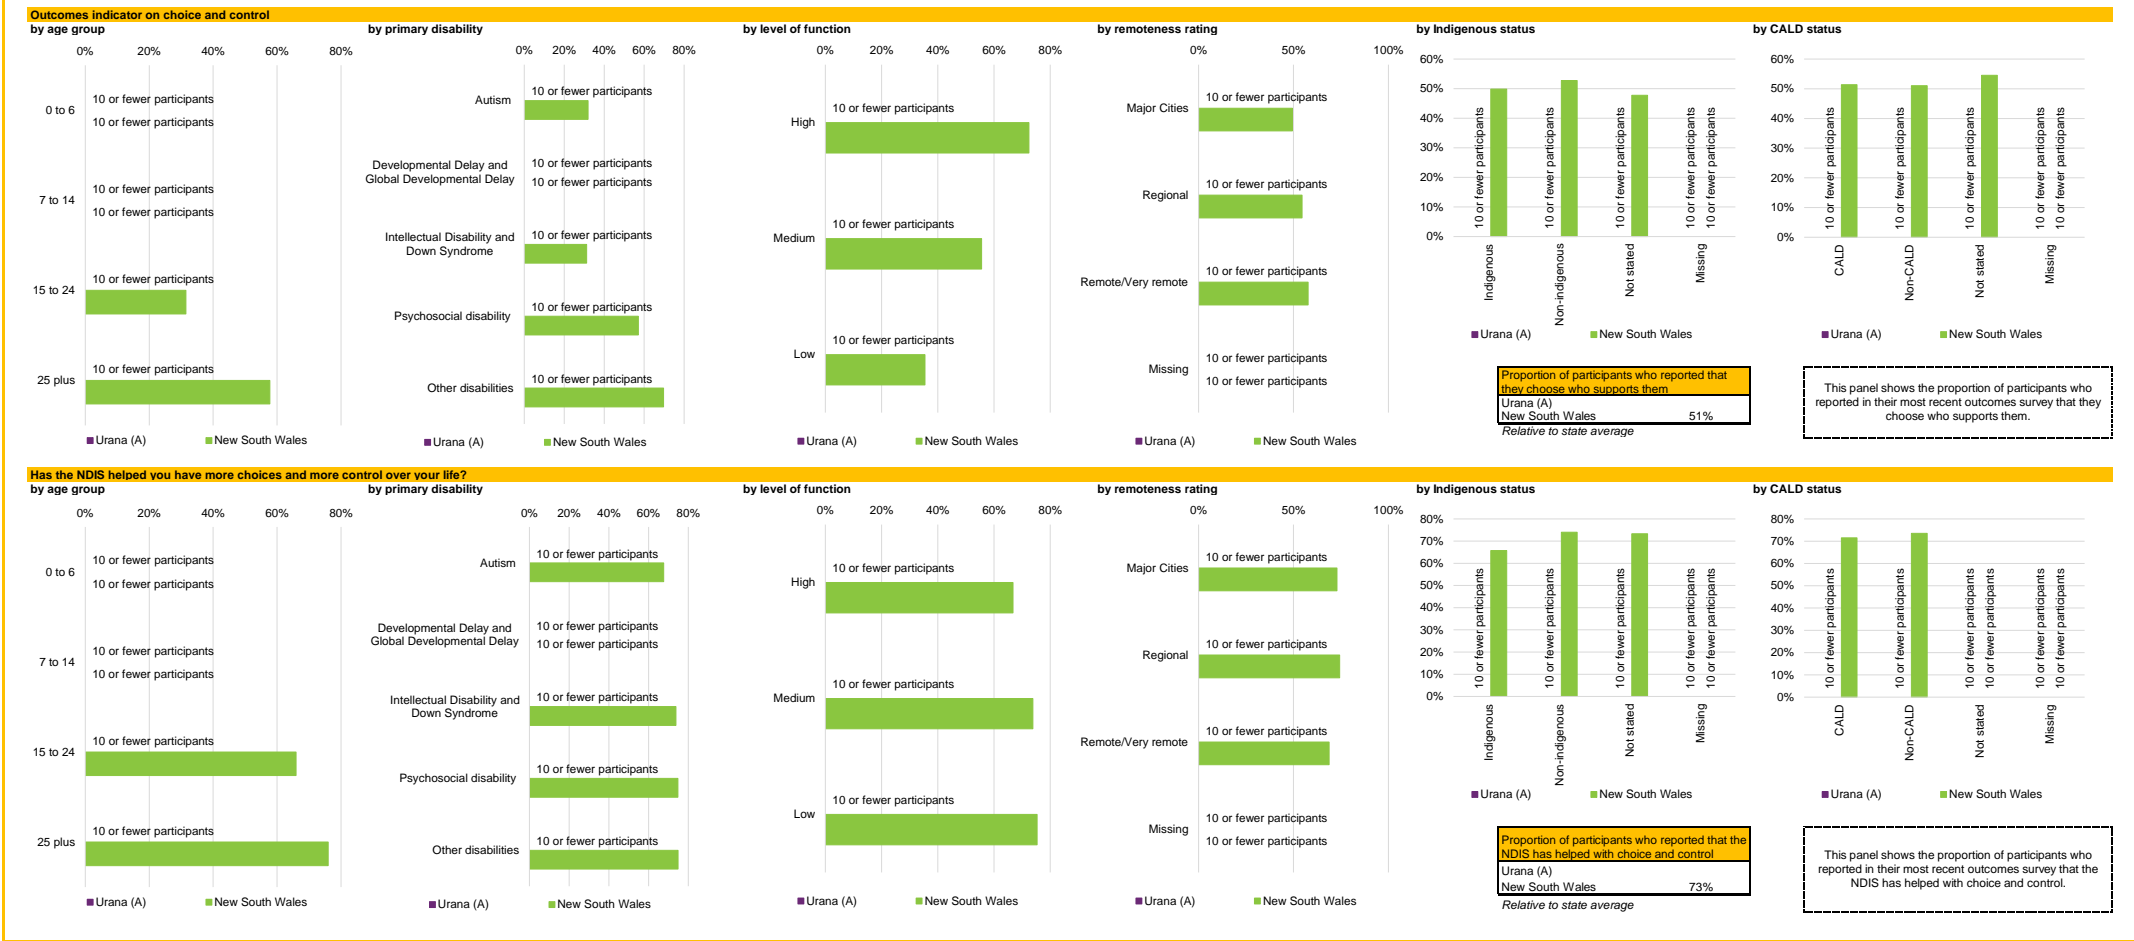 Outcomes indicator on choice and control
by age group
0% 20% 40% 60% 80%
0 to 6
10 or fewer participants
10 or fewer participants
7 to 14
10 or fewer participants
10 or fewer participants
15 to 24
10 or fewer participants
25 plus
10 or fewer participants
Urana (A) New South Wales
by primary disability
0% 20% 40% 60% 80%
Autism
10 or fewer participants
Developmental Delay and
Global Developmental Delay
10 or fewer participants
10 or fewer participants
Intellectual Disability and
Down Syndrome
10 or fewer participants
Psychosocial disability
10 or fewer participants
Other disabilities
10 or fewer participants
Urana (A) New South Wales
by level of function
0% 20% 40% 60% 80%
High
10 or fewer participants
Medium
10 or fewer participants
Low
10 or fewer participants
Urana (A) New South Wales
by remoteness rating
0% 50% 100%
Major Cities
10 or fewer participants
Regional
10 or fewer participants
Remote/Very remote
10 or fewer participants
Missing
10 or fewer participants
10 or fewer participants
Urana (A) New South Wales
by Indigenous status
60%
50%
40%
30%
20%
10%
0%
10 or fewer participants
10 or fewer participants
10 or fewer participants
10 or fewer participants
10 or fewer participants
Indigenous
Non-indigenous
Not stated
Missing
Urana (A) New South Wales
Proportion of participants who reported that
they choose who supports them
Urana (A)
New South Wales 51%
Relative to state average
by CALD status
60%
50%
40%
30%
20%
10%
0%
10 or fewer participants
10 or fewer participants
10 or fewer participants
10 or fewer participants
10 or fewer participants
CALD
Non-CALD
Not stated
Missing
Urana (A) New South Wales
This panel shows the proportion of participants who
reported in their most recent outcomes survey that they
choose who supports them.
Has the NDIS helped you have more choices and more control over your life?
by age group
0% 20% 40% 60% 80%
0 to 6
10 or fewer participants
10 or fewer participants
7 to 14
10 or fewer participants
10 or fewer participants
15 to 24
10 or fewer participants
25 plus
10 or fewer participants
Urana (A) New South Wales
by primary disability
0% 20% 40% 60% 80%
Autism
10 or fewer participants
Developmental Delay and
Global Developmental Delay
10 or fewer participants
10 or fewer participants
Intellectual Disability and
Down Syndrome
10 or fewer participants
Psychosocial disability
10 or fewer participants
Other disabilities
10 or fewer participants
Urana (A) New South Wales
by level of function
0% 20% 40% 60% 80%
High
10 or fewer participants
Medium
10 or fewer participants
Low
10 or fewer participants
Urana (A) New South Wales
by remoteness rating
0% 50% 100%
Major Cities
10 or fewer participants
Regional
10 or fewer participants
Remote/Very remote
10 or fewer participants
Missing
10 or fewer participants
10 or fewer participants
Urana (A) New South Wales
by Indigenous status
80%
70%
60%
50%
40%
30%
20%
10%
0%
10 or fewer participants
10 or fewer participants
10 or fewer participants
10 or fewer participants
10 or fewer participants
Indigenous
Non-indigenous
Not stated
Missing
Urana (A) New South Wales
Proportion of participants who reported that the
NDIS has helped with choice and control
Urana (A)
New South Wales 73%
Relative to state average
by CALD status
80%
70%
60%
50%
40%
30%
20%
10%
0%
10 or fewer participants
10 or fewer participants
10 or fewer participants
10 or fewer participants
10 or fewer participants
10 or fewer participants
CALD
Non-CALD
Not stated
Missing
Urana (A) New South Wales
This panel shows the proportion of participants who
reported in their most recent outcomes survey that the
NDIS has helped with choice and control.